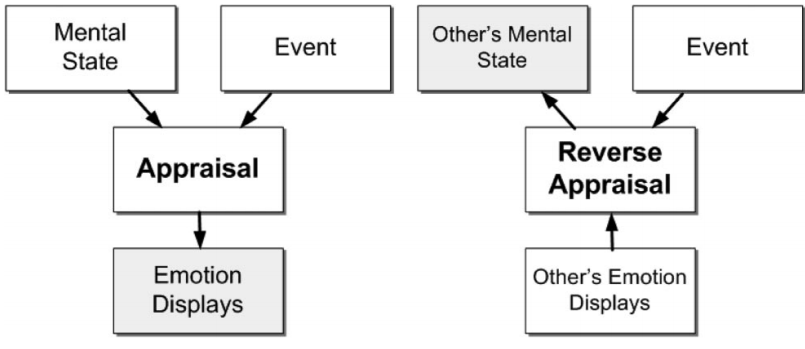 Mental
State
Event
Appraisal
Emotion
Displays
Other's Mental
State
Event
Reverse
Appraisal
Other's Emotion
Displays